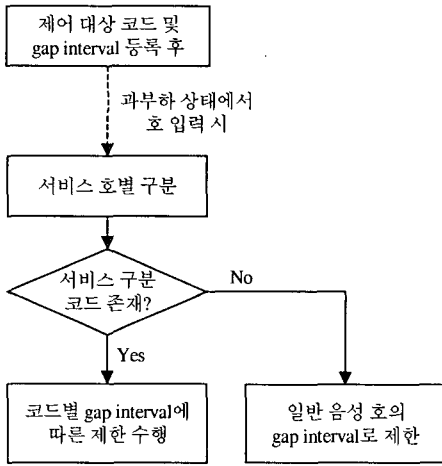 제어 대상 코드 및
gap interval 등록 후
과부하 상태에서
호 입력 시
서비스 호별 구분
서비스 구분
코드 존재?
No
Yes
코드별 gap interval에
따른 제한 수행
일반 음성 호의
gap interval로 제한